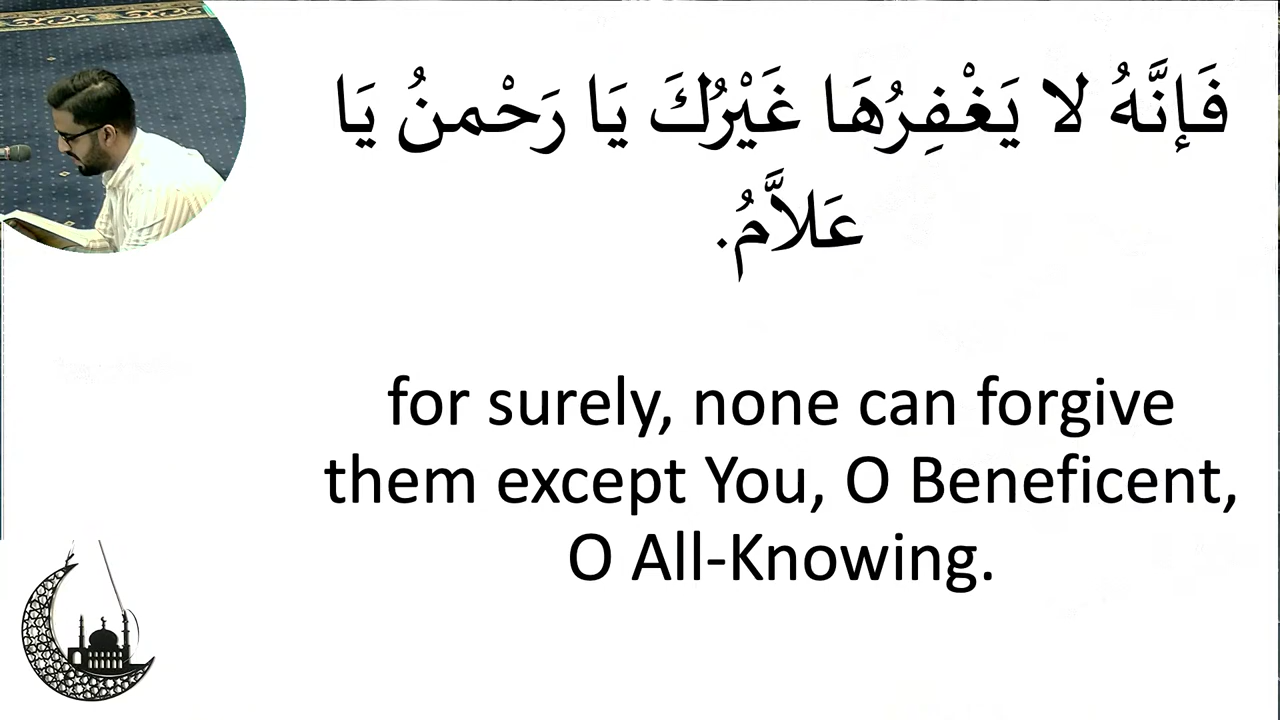 فَإِنَّهُ لا يَغْفِرُهَا غَيْرُكَ يَا رَحْمنُ يَا
عَلاَّمُ.
for surely, none can forgive
them except You, O Beneficent,
O All-Knowing.